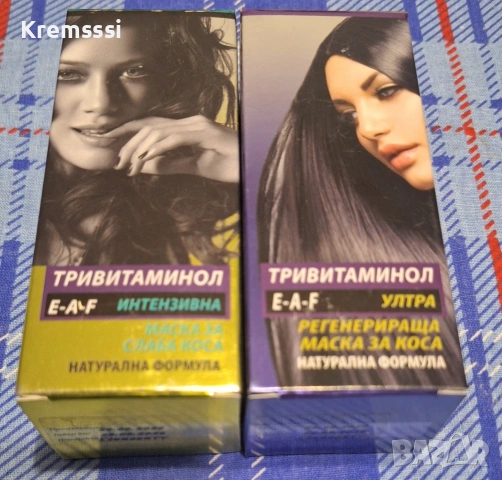 Kremsssi
ТРИВИТАМИНОЛ
E-A-F ИНТЕНЗИВНА
МАСКА ЗА
СЛАБА КОСА
НАТУРАЛНА ФОРМУЛА
ТРИВИТАМИНОЛ
E-A-F УЛТРА
РЕГЕНЕРИРАЩА
МАСКА ЗА КОСА
НАТУРАЛНА ФОРМУЛА